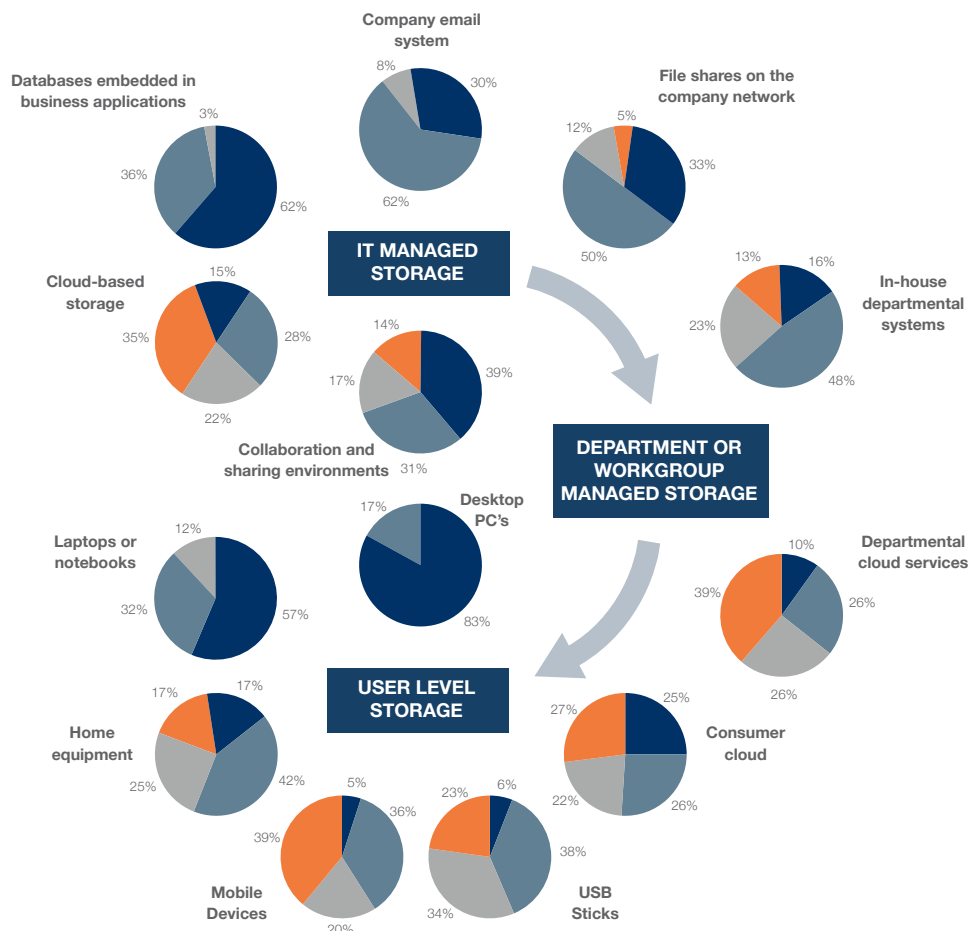 Company email
system
8%
30%
62%
Databases embedded in
business applications
3%
36%
62%
File shares on the
company network
5%
12%
33%
50%
IT MANAGED
STORAGE
Cloud-based
storage
15%
35%
28%
22%
14%
39%
17%
31%
Collaboration and
sharing environments
13%
16%
23%
48%
In-house
departmental
systems
DEPARTMENT OR
WORKGROUP
MANAGED STORAGE
Desktop
PC's
17%
83%
Laptops or
notebooks
12%
32%
57%
Departmental
cloud services
10%
39%
26%
26%
USER LEVEL
STORAGE
Home
equipment
17%
17%
25%
42%
Consumer
cloud
27%
25%
22%
26%
5%
36%
39%
20%
Mobile
Devices
23%
6%
38%
34%
USB
Sticks